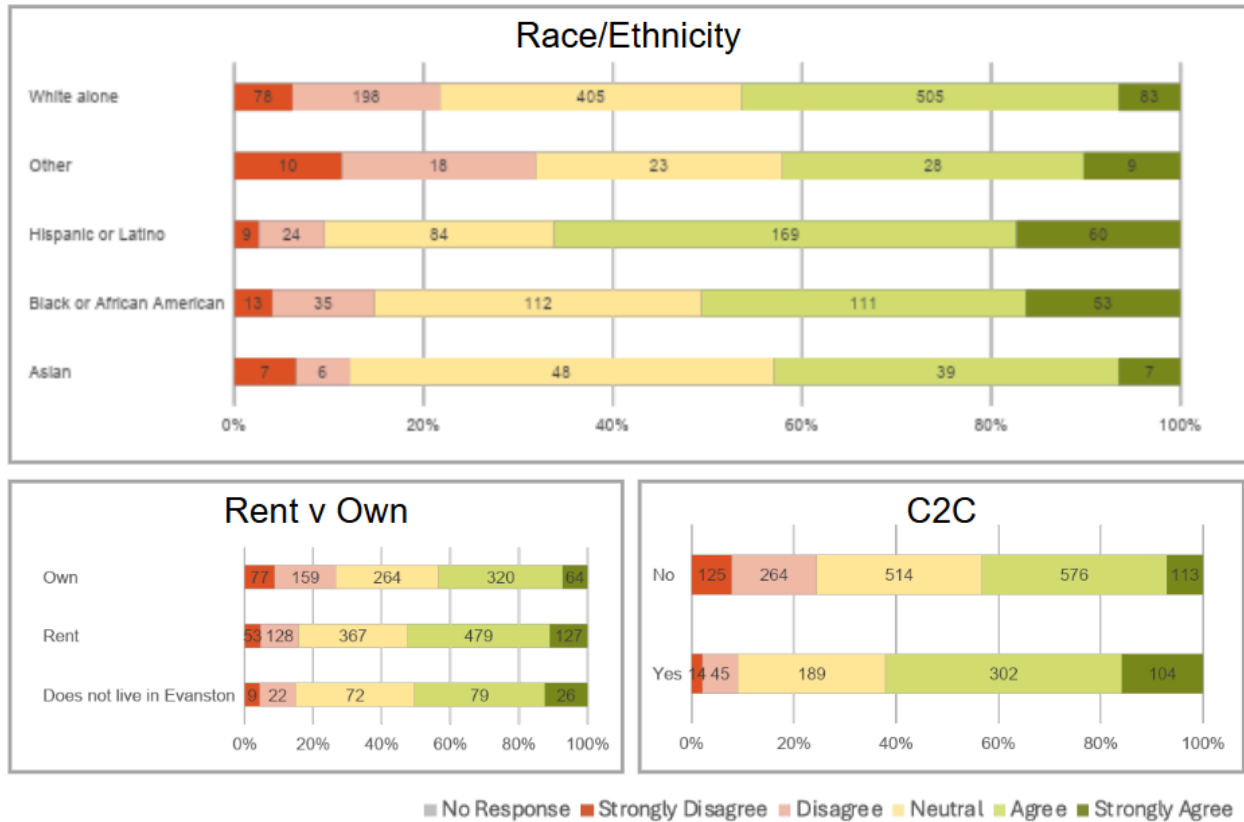 Race/Ethnicity
White alone 78 198 405 505 83
Other 10 18 23 28 9
Hispanic or Latino 9 24 84 169 60
Black or African American 13 35 112 111 53
Asian 7 6 48 39 7
0% 20% 40% 60% 80% 100%
Rent v Own
Own 77 159 264 320 64
Rent 53 128 367 479 127
Does not live in Evanston 9 22 72 79 26
0% 20% 40% 60% 80% 100%
C2C
No 125 264 514 576 113
Yes 14 45 189 302 104
0% 20% 40% 60% 80% 100%
No Response Strongly Disagree Disagree Neutral Agree Strongly Agree